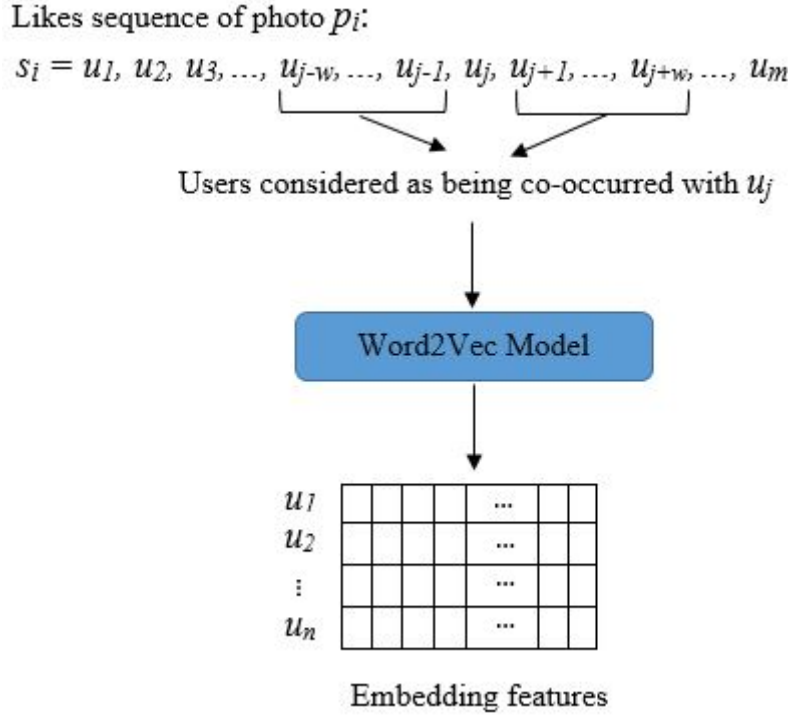 Likes sequence of photo pi:
si = u1, u2, u3, ..., uj-w, ..., uj-1, uj, uj+1, ..., uj+w, ..., um
Users considered as being co-occurred with uj
Word2Vec Model
u1 ...
u2 ...
⋮ ...
un ...
Embedding features